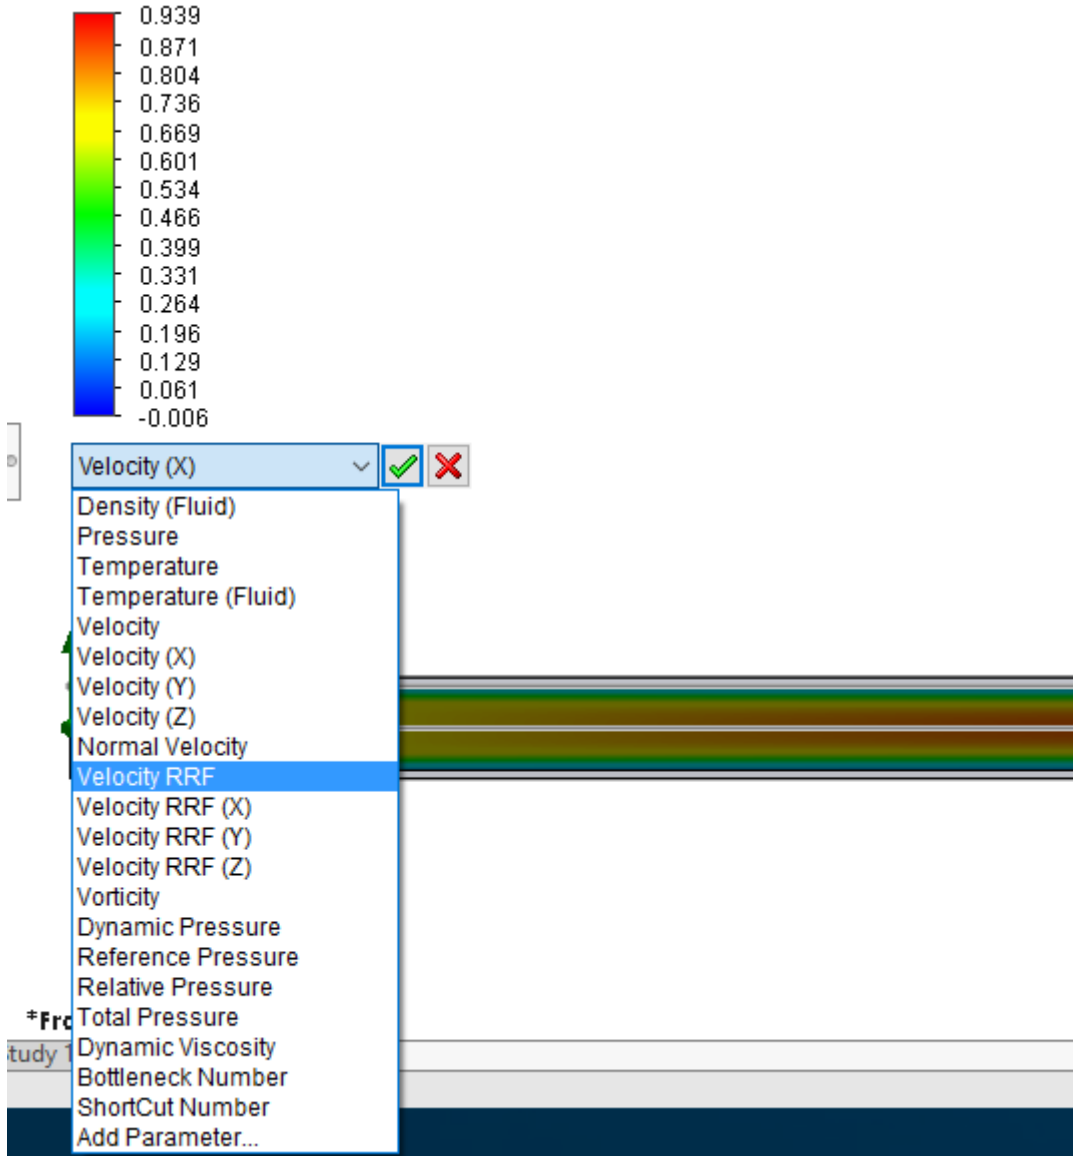 0.939
0.871
0.804
0.736
0.669
0.601
0.534
0.466
0.399
0.331
0.264
0.196
0.129
0.061
-0.006
Velocity (X)
Density (Fluid)
Pressure
Temperature
Temperature (Fluid)
Velocity
Velocity (X)
Velocity (Y)
Velocity (Z)
Normal Velocity
Velocity RRF
Velocity RRF (X)
Velocity RRF (Y)
Velocity RRF (Z)
Vorticity
Dynamic Pressure
Reference Pressure
Relative Pressure
Total Pressure
Dynamic Viscosity
Bottleneck Number
ShortCut Number
Add Parameter...